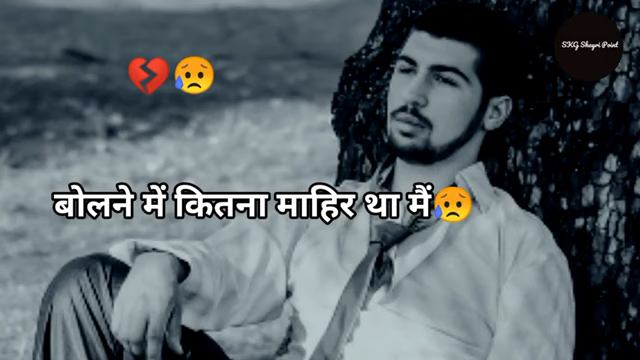 SKG Shayri Point
💔😥
बोलने में कितना माहिर था मैं😥